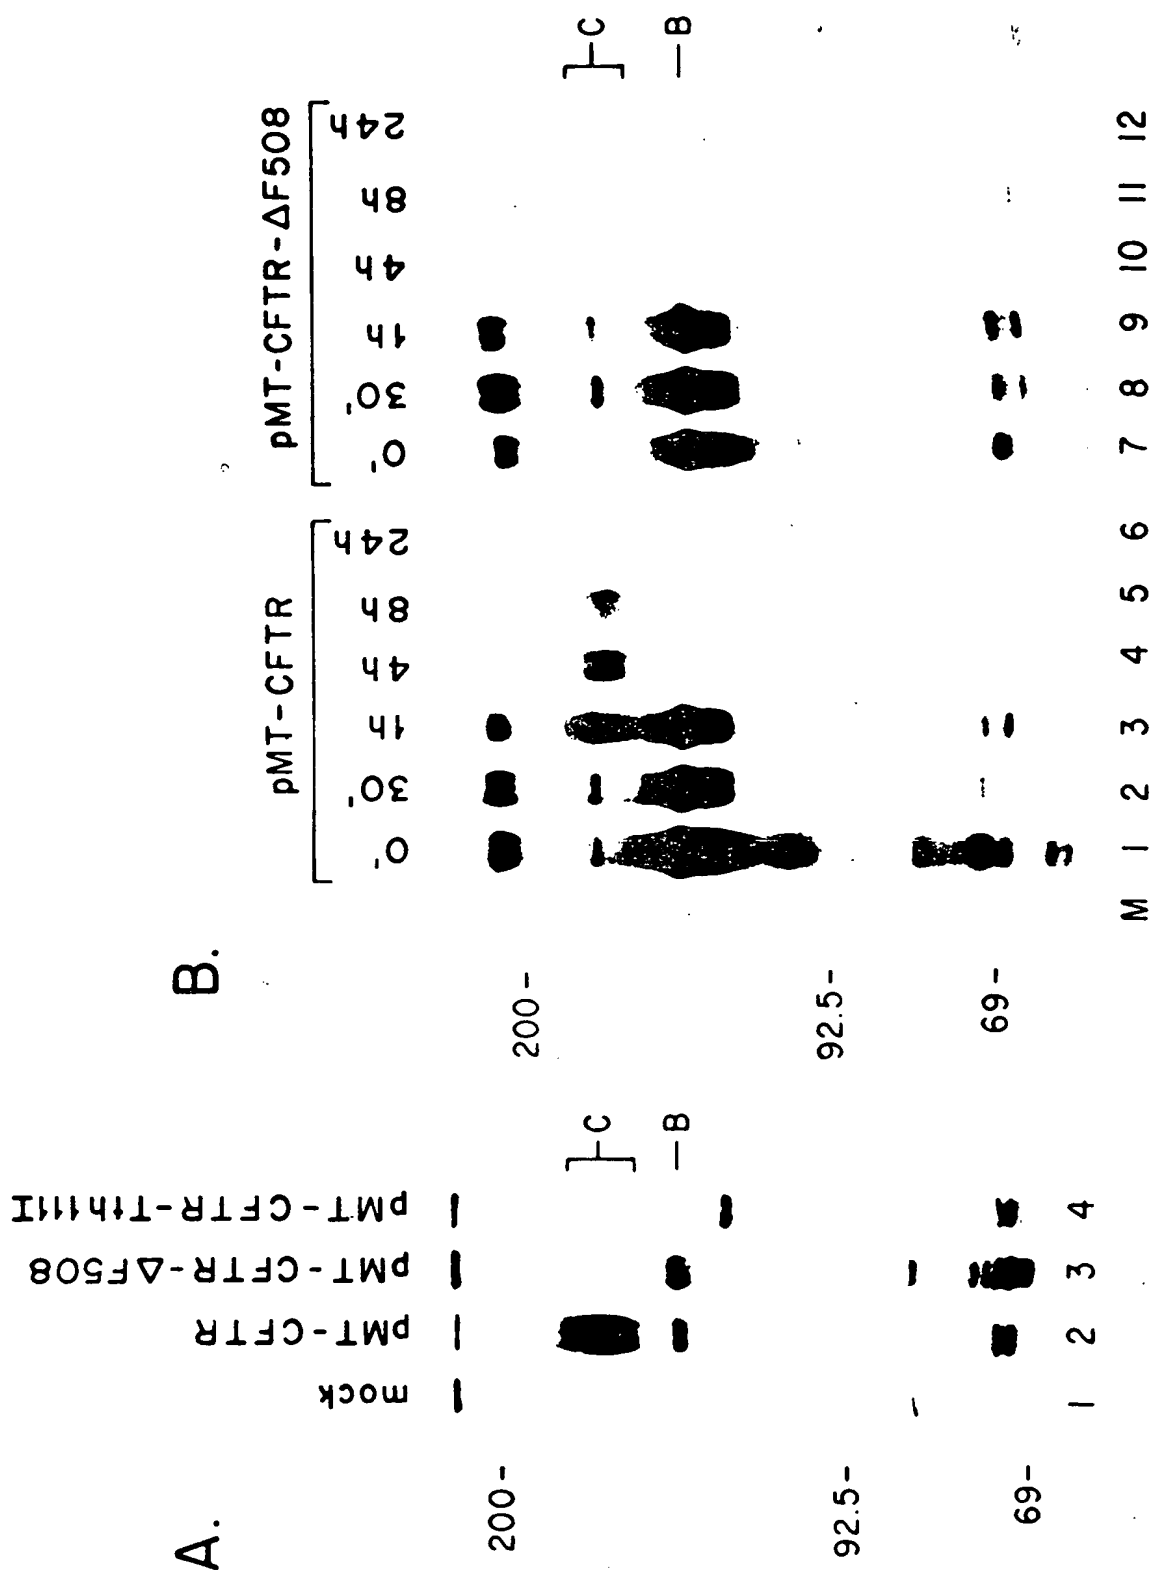 A.
mock
pMT-CFTR
pMT-CFTR-ΔF508
pMT-CFTR-Tth111I
200-
92.5-
69-
C
-B
1 2 3 4
B.
pMT-CFTR
pMT-CFTR-ΔF508
0' 30' 1h 4h 8h 24h 0' 30' 1h 4h 8h 24h
200-
92.5-
69-
C
-B
M 1 2 3 4 5 6 7 8 9 10 11 12